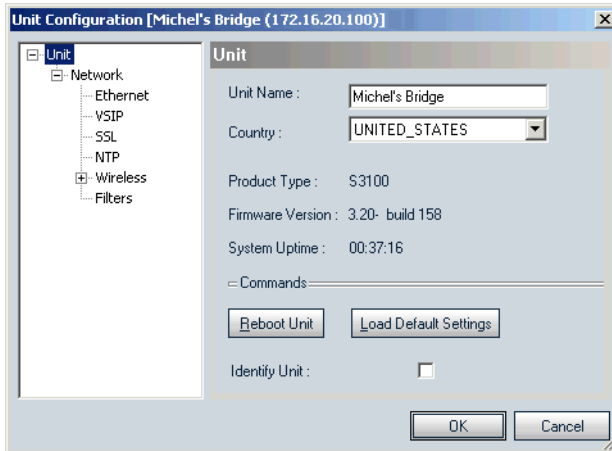 Unit Configuration [Michel's Bridge (172.16.20.100)]
Unit
Network
Ethernet
VSIP
SSL
NTP
Wireless
Filters
Unit
Unit Name : Michel's Bridge
Country : UNITED_STATES
Product Type : S3100
Firmware Version : 3.20- build 158
System Uptime : 00:37:16
Commands
Reboot Unit Load Default Settings
Identify Unit :
OK Cancel